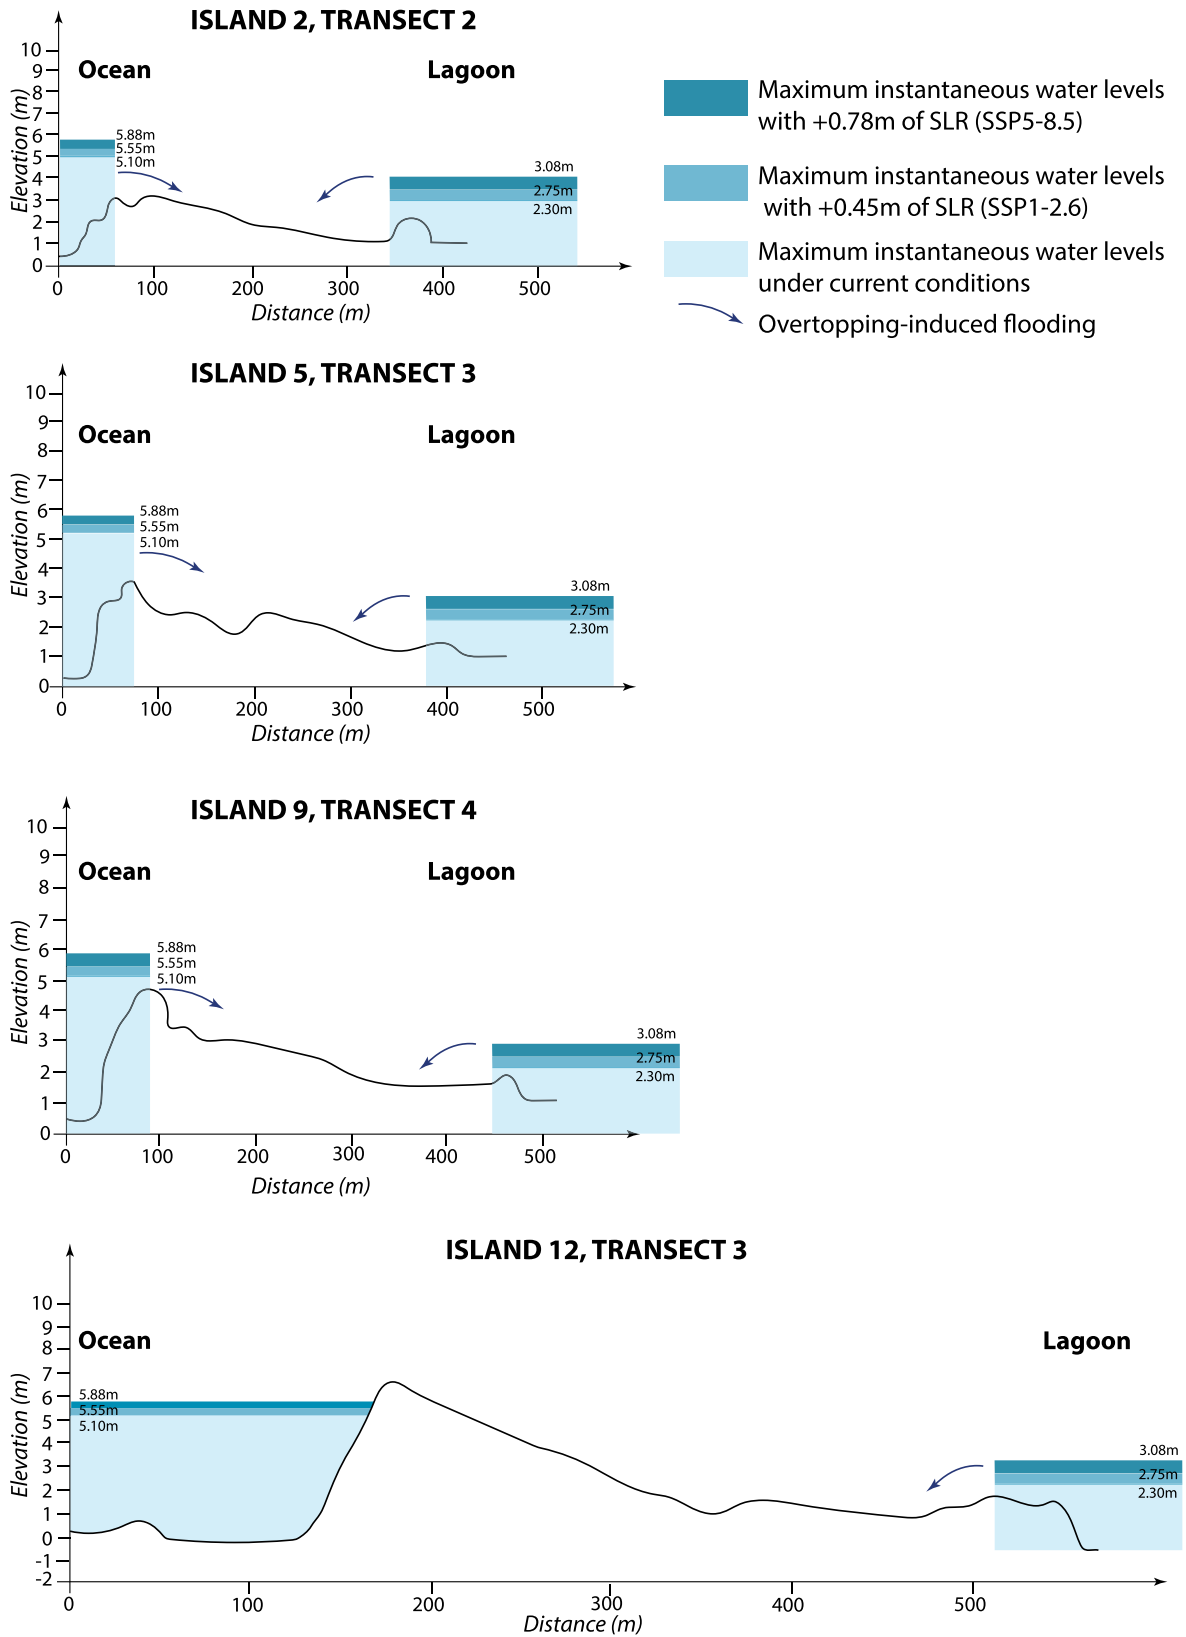 ISLAND 2, TRANSECT 2
Ocean
Lagoon
Elevation (m)
10
9
8
7
6
5
4
3
2
1
0
5.88m
5.55m
5.10m
3.08m
2.75m
2.30m
0
100
200
300
400
500
Distance (m)
Maximum instantaneous water levels
with +0.78m of SLR (SSP5-8.5)
Maximum instantaneous water levels
with +0.45m of SLR (SSP1-2.6)
Maximum instantaneous water levels
under current conditions
Overtopping-induced flooding
ISLAND 5, TRANSECT 3
Ocean
Lagoon
Elevation (m)
10
9
8
7
6
5
4
3
2
1
0
5.88m
5.55m
5.10m
3.08m
2.75m
2.30m
0
100
200
300
400
500
Distance (m)
ISLAND 9, TRANSECT 4
Ocean
Lagoon
Elevation (m)
10
9
8
7
6
5
4
3
2
1
0
5.88m
5.55m
5.10m
3.08m
2.75m
2.30m
0
100
200
300
400
500
Distance (m)
ISLAND 12, TRANSECT 3
Ocean
Lagoon
Elevation (m)
10
9
8
7
6
5
4
3
2
1
0
-1
-2
5.88m
5.55m
5.10m
3.08m
2.75m
2.30m
0
100
200
300
400
500
Distance (m)